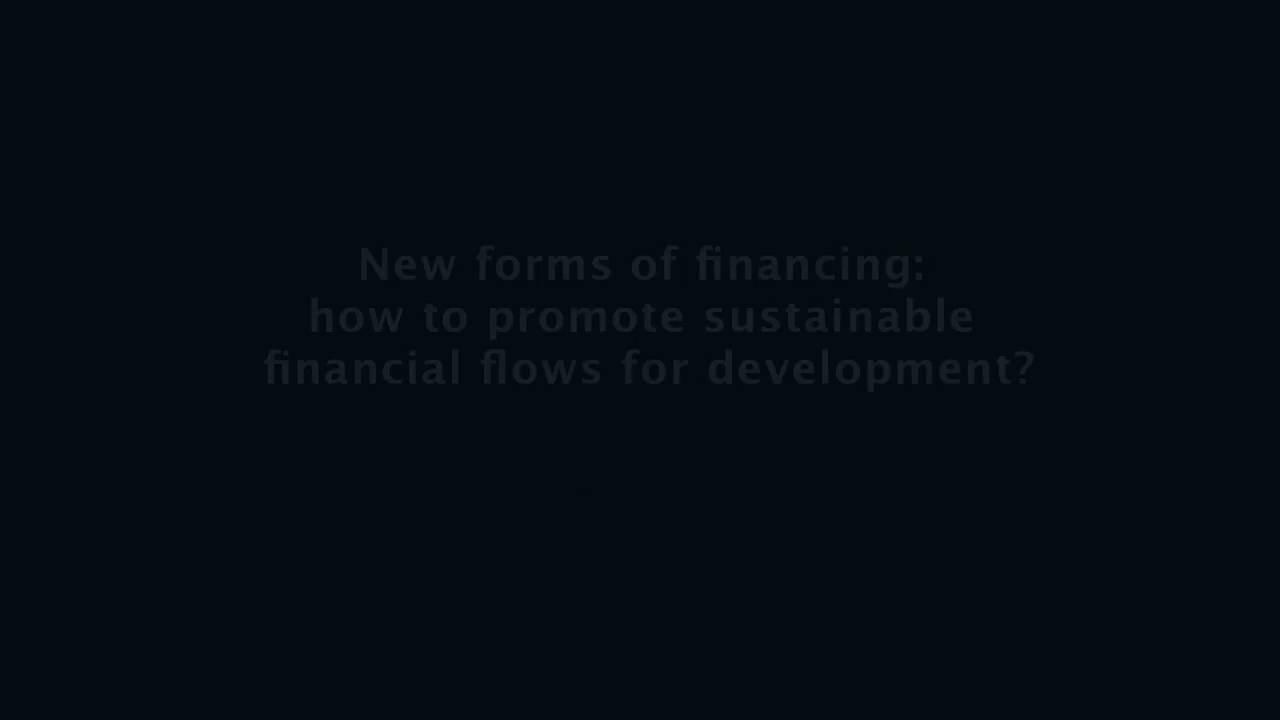 New forms of financing:
how to promote sustainable
financial flows for development?